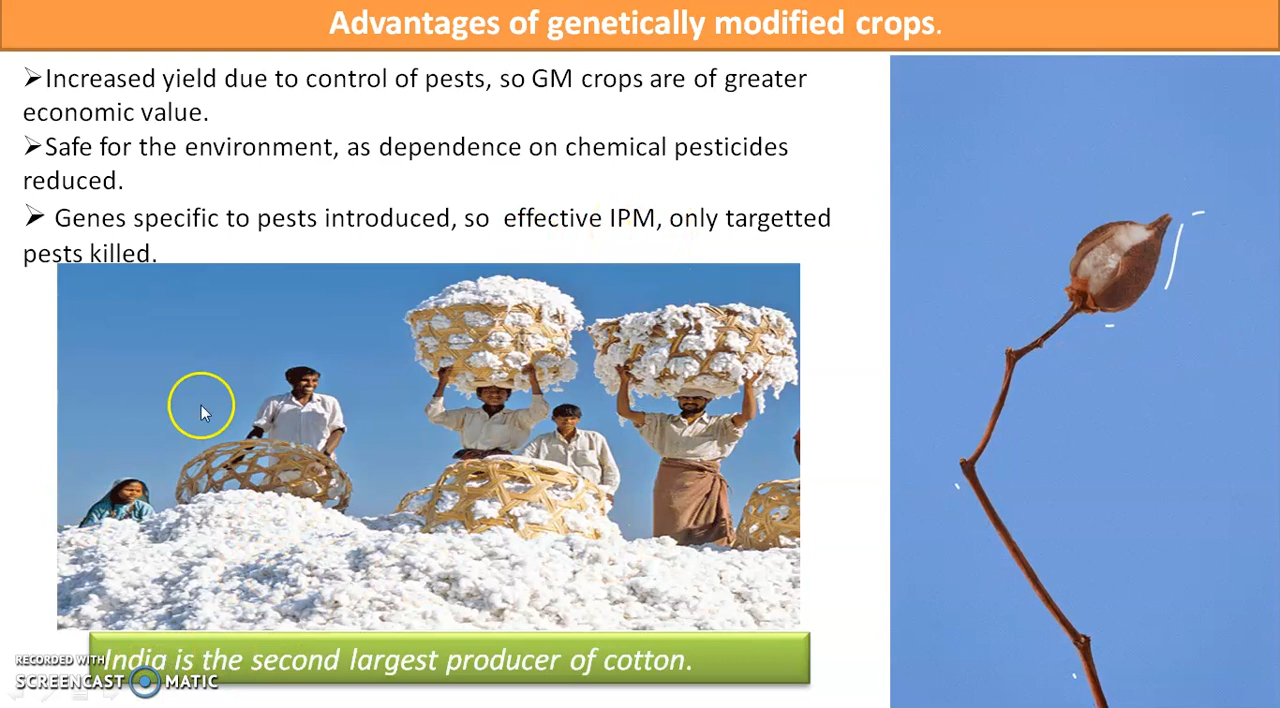 Advantages of genetically modified crops.
➢Increased yield due to control of pests, so GM crops are of greater
economic value.
➢Safe for the environment, as dependence on chemical pesticides
reduced.
➢ Genes specific to pests introduced, so effective IPM, only targetted
pests killed.
India is the second largest producer of cotton.
RECORDED WITH
SCREENCAST MATIC